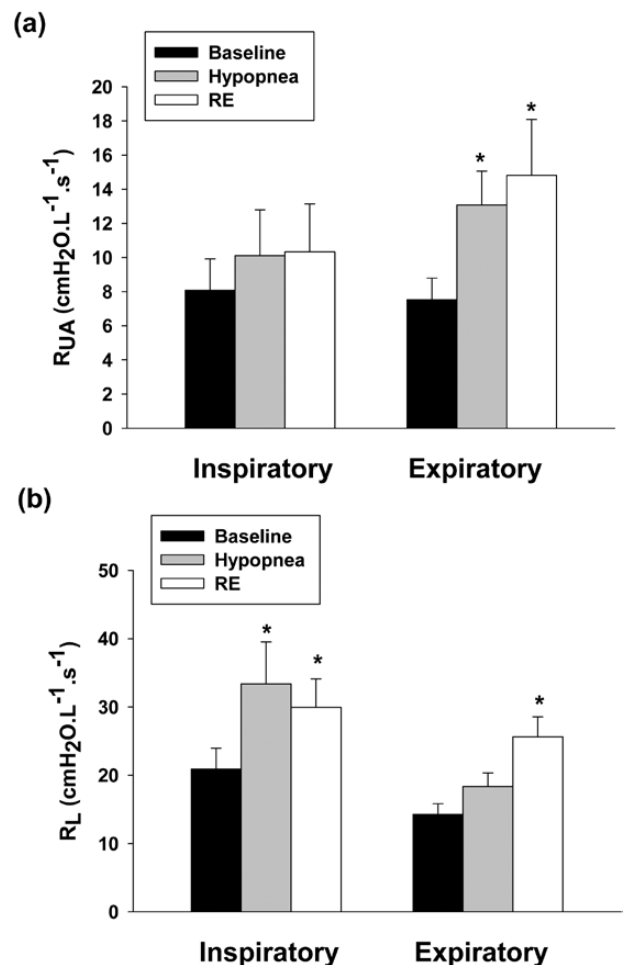 (a)
Baseline
Hypopnea
RE
20
18
16
14
12
10
8
6
4
2
0
RUA (cmH2O.L-1.s-1)
* *
Inspiratory Expiratory
(b)
Baseline
Hypopnea
RE
50
40
30
20
10
0
RL (cmH2O.L-1.s-1)
* * *
Inspiratory Expiratory